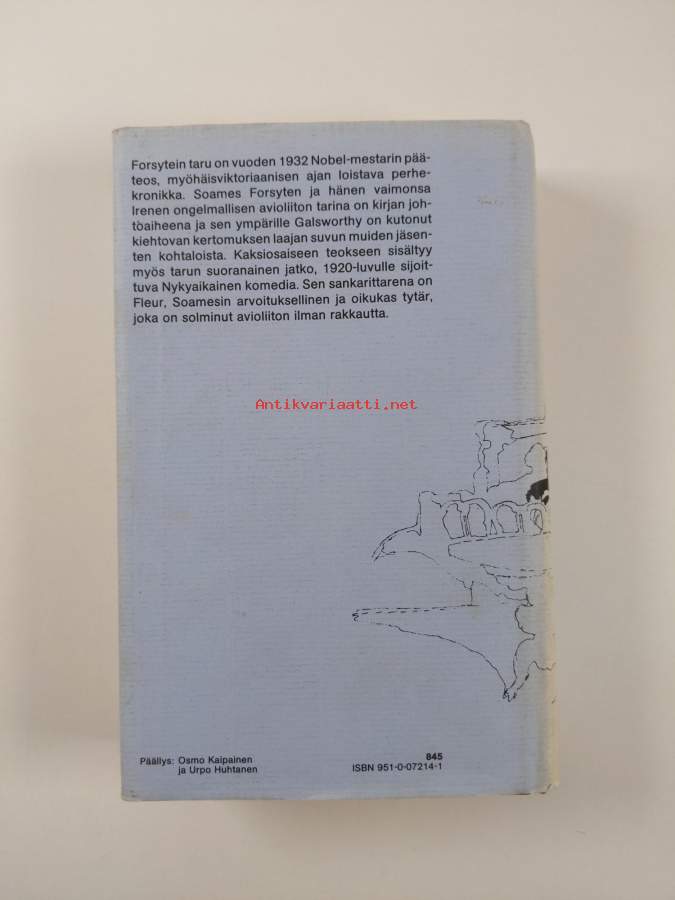 Forsytein taru on vuoden 1932 Nobel-mestarin pää-
teos, myöhäisviktoriaanisen ajan loistava perhe-
kronikka. Soames Forsyten ja hänen vaimonsa
Irenen ongelmallisen avioliiton tarina on kirjan joh-
toaiheena ja sen ympärille Galsworthy on kutonut
kiehtovan kertomuksen laajan suvun muiden jäsen-
ten kohtaloista. Kaksiosaiseen teokseen sisältyy
myös tarun suoranainen jatko, 1920-luvulle sijoit-
tuva Nykyaikainen komedia. Sen sankarittarena on
Fleur, Soamesin arvoituksellinen ja oikukas tytär,
joka on solminut avioliiton ilman rakkautta.
Antikvariaatti.net
Päällys: Osmo Kaipainen
ja Urpo Huhtanen
845
ISBN 951-0-07214-1